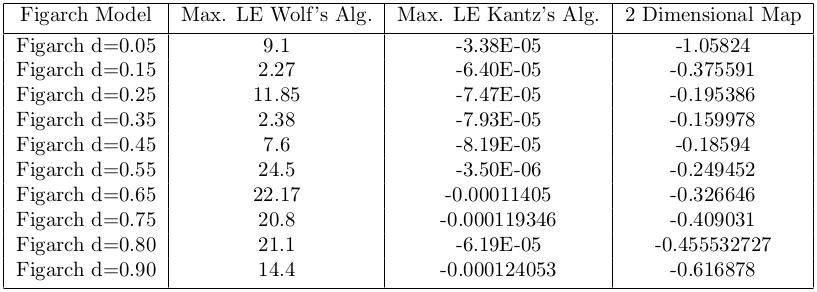 Figarch Model Max. LE Wolf's Alg. Max. LE Kantz's Alg. 2 Dimensional Map
Figarch d=0.05 9.1 -3.38E-05 -1.05824
Figarch d=0.15 2.27 -6.40E-05 -0.375591
Figarch d=0.25 11.85 -7.47E-05 -0.195386
Figarch d=0.35 2.38 -7.93E-05 -0.159978
Figarch d=0.45 7.6 -8.19E-05 -0.18594
Figarch d=0.55 24.5 -3.50E-06 -0.249452
Figarch d=0.65 22.17 -0.00011405 -0.326646
Figarch d=0.75 20.8 -0.000119346 -0.409031
Figarch d=0.80 21.1 -6.19E-05 -0.455532727
Figarch d=0.90 14.4 -0.000124053 -0.616878